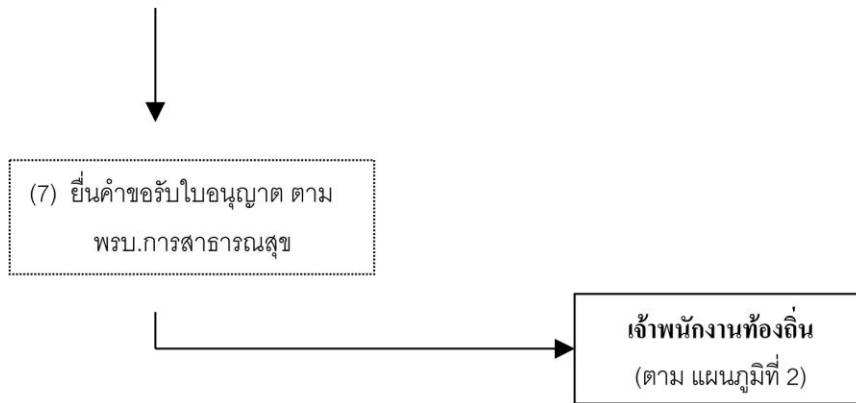 (7) ยื่นคำขอรับใบอนุญาต ตาม
พรบ.การสาธารณสุข
เจ้าพนักงานท้องถิ่น
(ตาม แผนภูมิที่ 2)